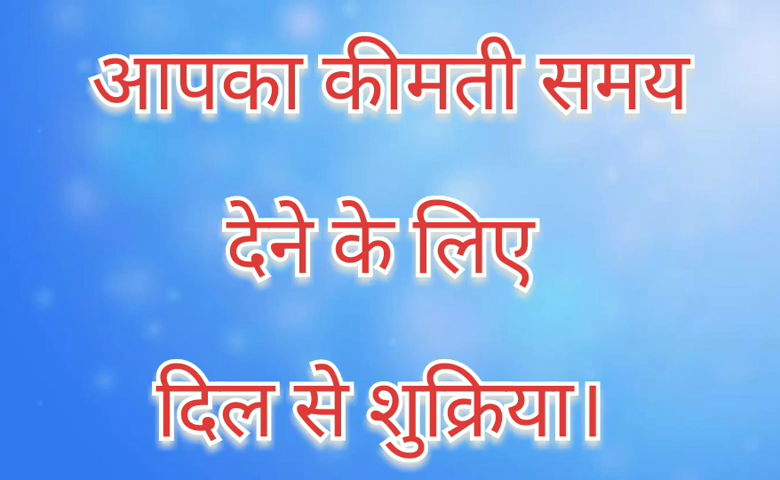 आपका कीमती समय
देने के लिए
दिल से शुक्रिया।